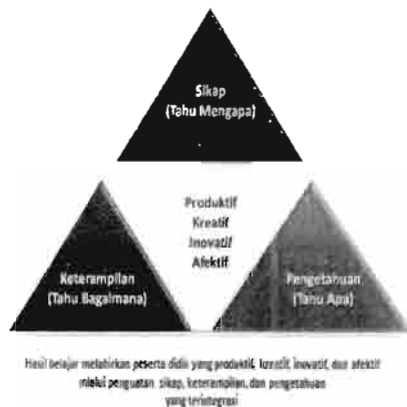 Sikap
(Tahu Mengapa)
Produktif
Kreatif
Inovatif
Afektif
Keterampilan
(Tahu Bagaimana)
Pengetahuan
(Tahu Apa)
Hasil belajar melahirkan peserta didik yang produktif, kreatif, inovatif, dan afektif
melalui penguatan sikap, keterampilan, dan pengetahuan
yang terintegrasi